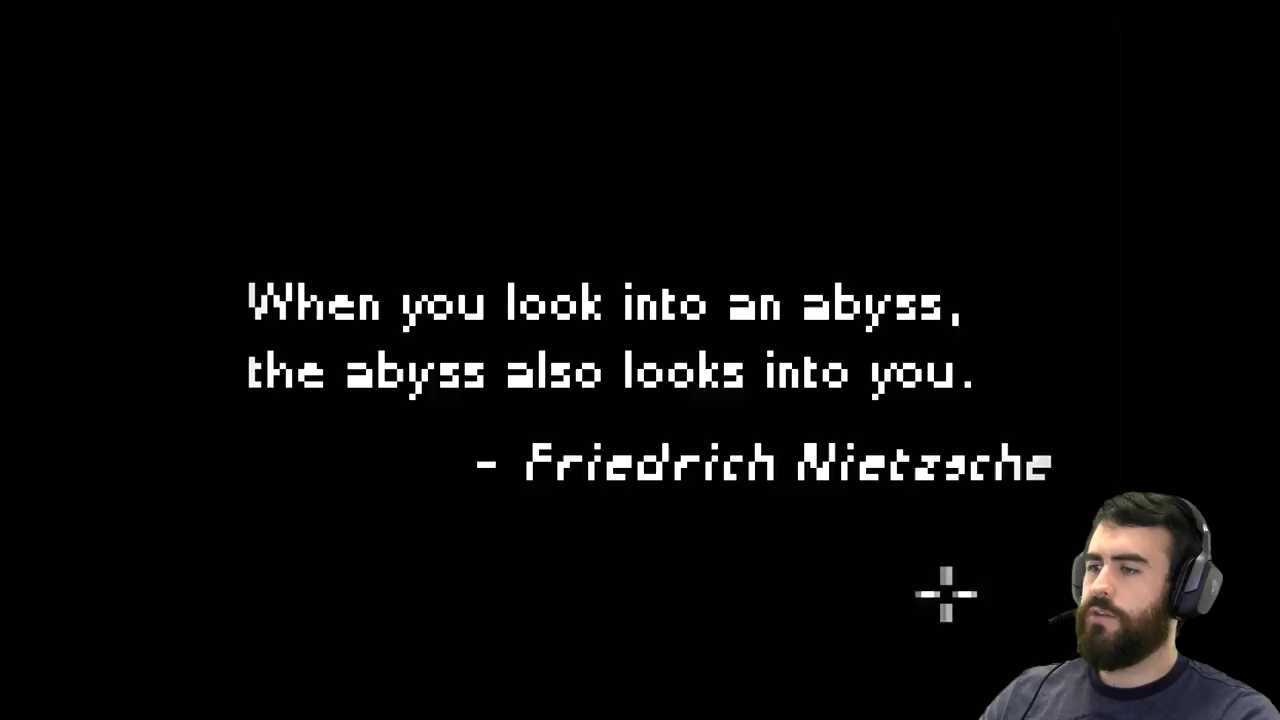 When you look into an abyss,
the abyss also looks into you.
- Friedrich Nietzsche